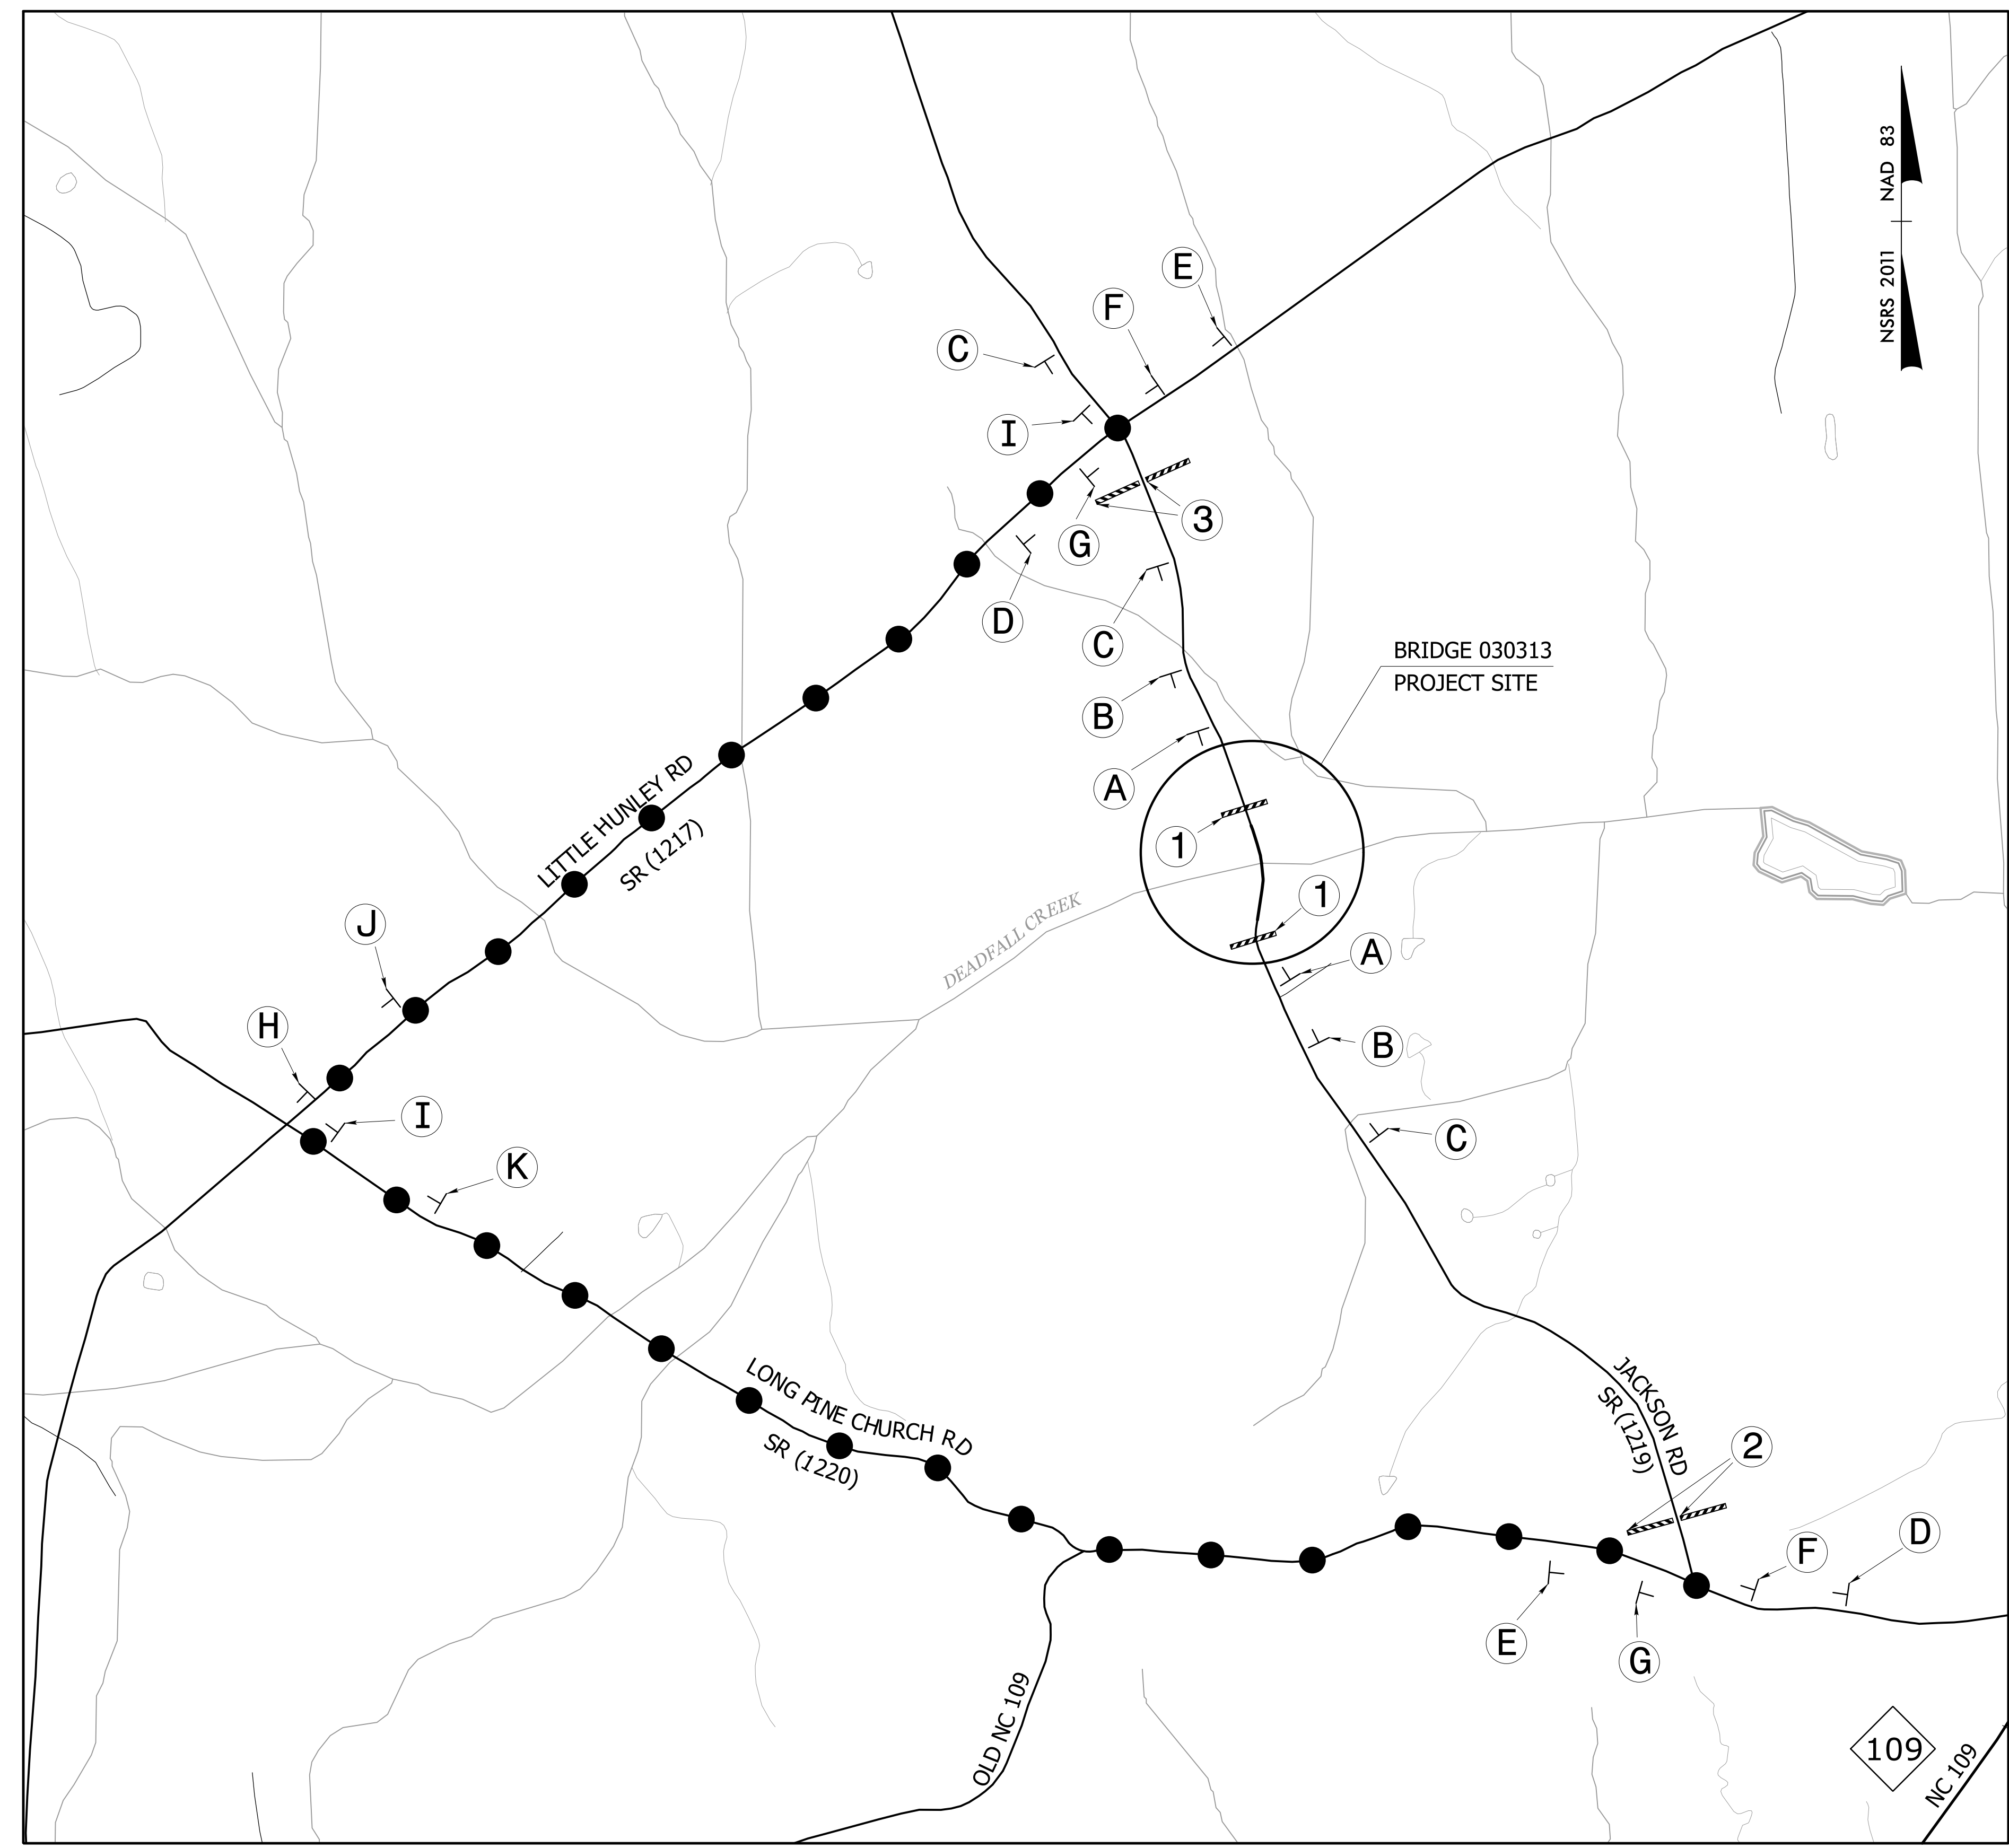 NSRS 2011 NAD 83
E
F
C
I
3
G
D
C
BRIDGE 030313
PROJECT SITE
B
A
LITTLE HUNLEY RD
SR (1217)
1
1
DEADFALL CREEK
J
A
H
B
I
C
K
LONG PINE CHURCH RD
SR (1220)
JACKSON RD
SR (1219)
2
D
F
E
G
OLD NC 109
109
NC 109